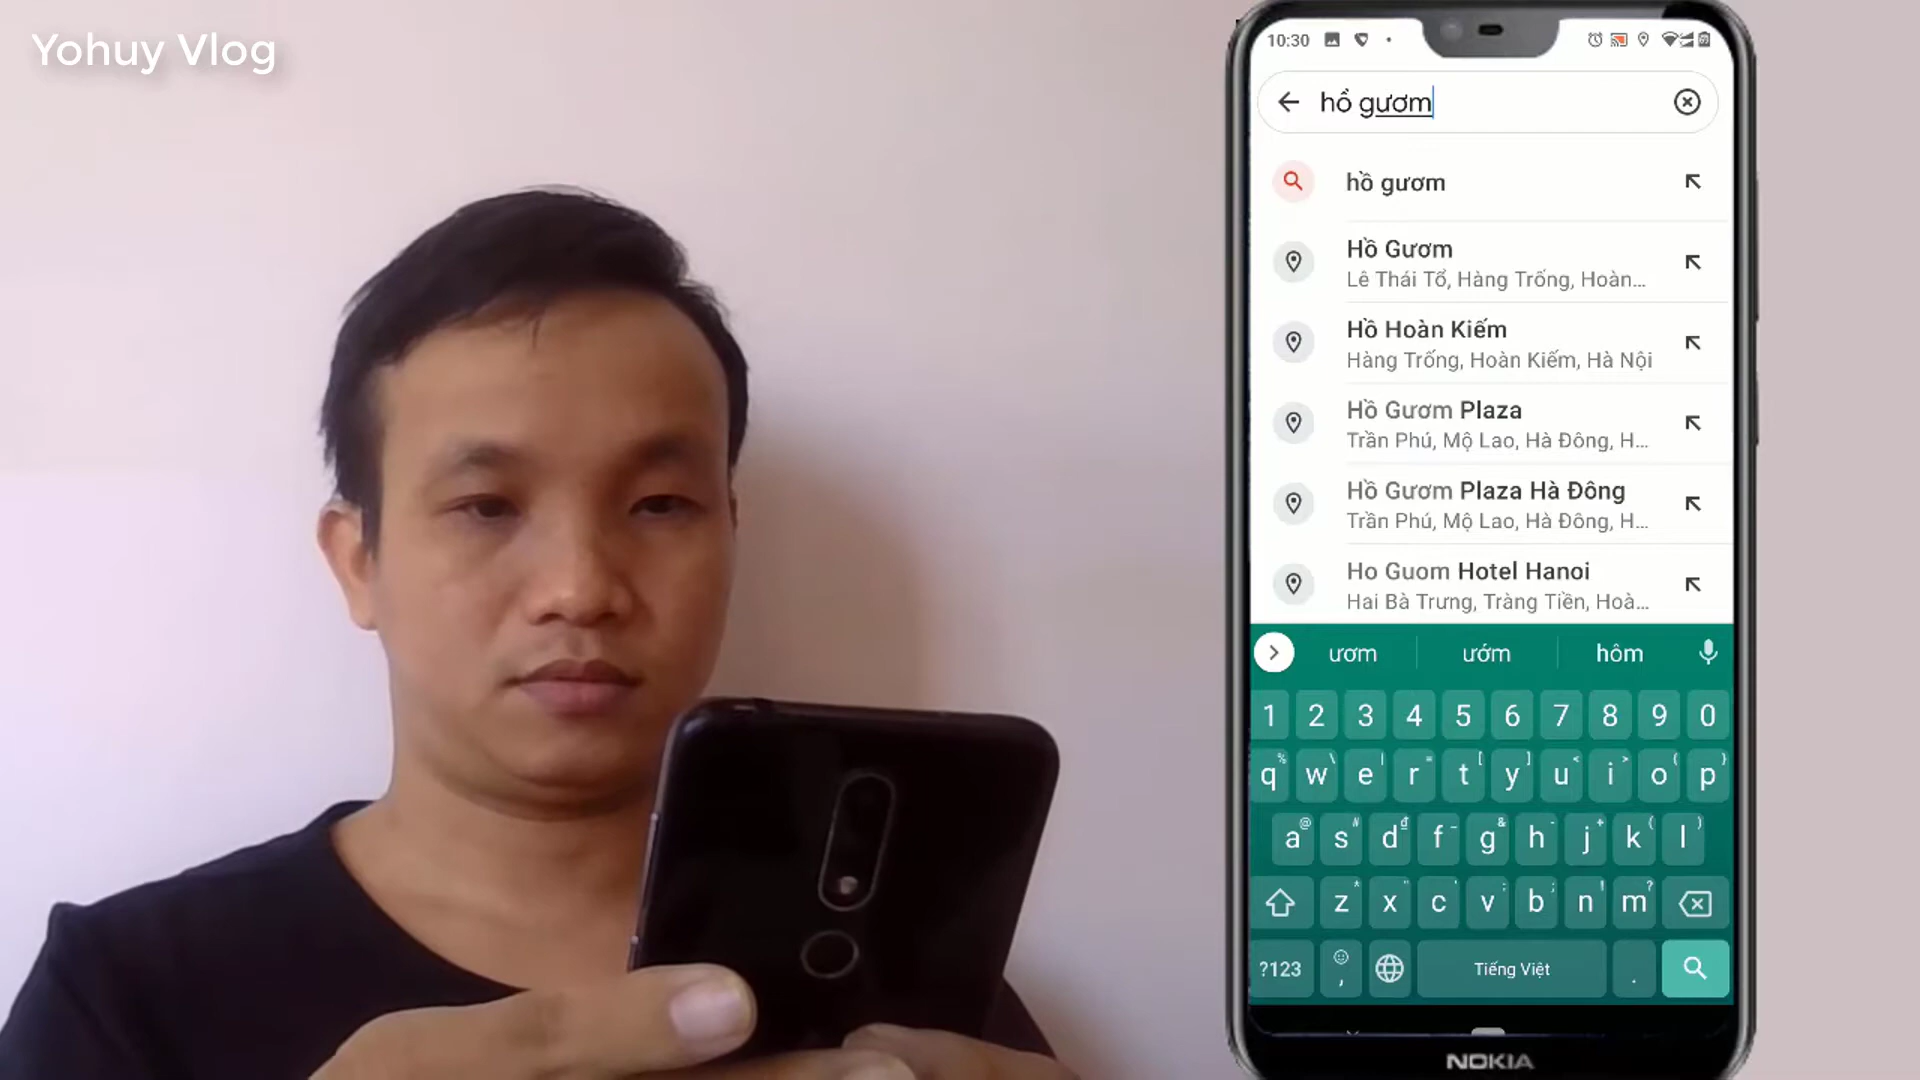 Yohuy Vlog
10:30
hồ gươm
hồ gươm
Hồ Gươm
Lê Thái Tổ, Hàng Trống, Hoàn...
Hồ Hoàn Kiếm
Hàng Trống, Hoàn Kiếm, Hà Nội
Hồ Gươm Plaza
Trần Phú, Mộ Lao, Hà Đông, H...
Hồ Gươm Plaza Hà Đông
Trần Phú, Mộ Lao, Hà Đông, H...
Ho Guom Hotel Hanoi
Hai Bà Trưng, Tràng Tiền, Hoà...
ươm ướm hôm
1 2 3 4 5 6 7 8 9 0
q w e r t y u i o p
a s d f g h j k l
z x c v b n m
?123 , Tiếng Việt .
NOKIA